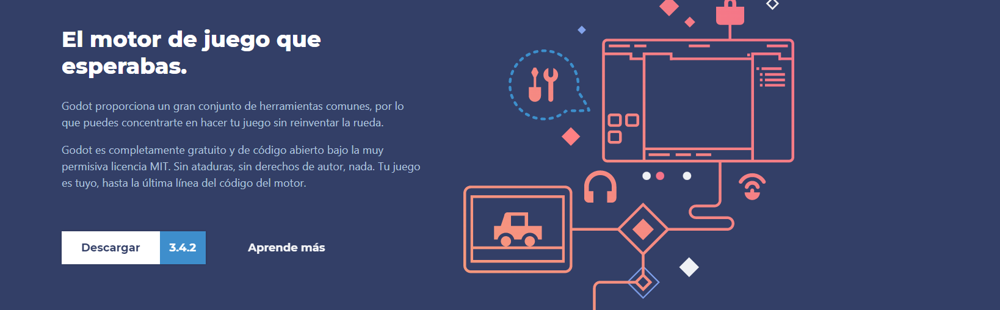 El motor de juego que
esperabas.
Godot proporciona un gran conjunto de herramientas comunes, por lo
que puedes concentrarte en hacer tu juego sin reinventar la rueda.
Godot es completamente gratuito y de código abierto bajo la muy
permisiva licencia MIT. Sin ataduras, sin derechos de autor, nada. Tu juego
es tuyo, hasta la última línea del código del motor.
Descargar 3.4.2 Aprende más